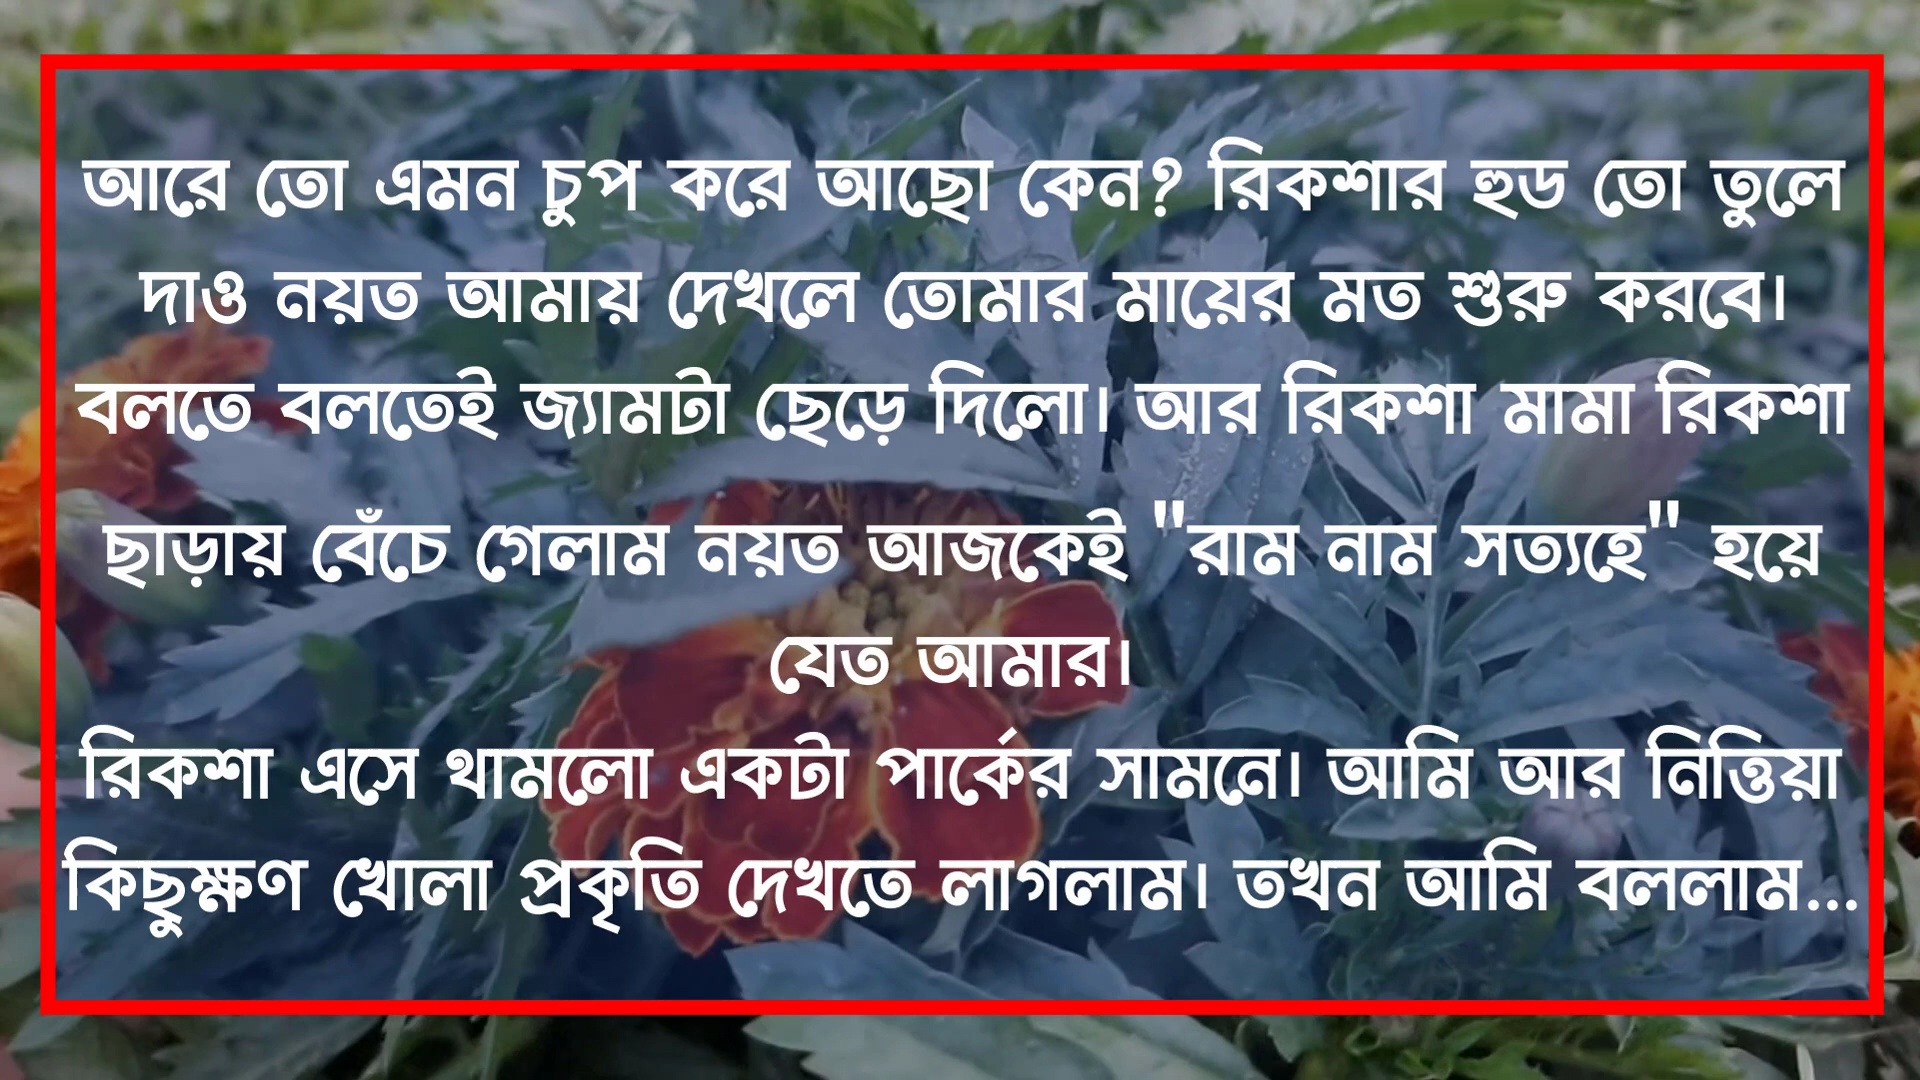 আরে তো এমন চুপ করে আছো কেন? রিকশার হুড তো তুলে
দাও নয়ত আমায় দেখলে তোমার মায়ের মত শুরু করবে।
বলতে বলতেই জ্যামটা ছেড়ে দিলো। আর রিকশা মামা রিকশা
ছাড়ায় বেঁচে গেলাম নয়ত আজকেই "রাম নাম সত্যহে" হয়ে
যেত আমার।
রিকশা এসে থামলো একটা পার্কের সামনে। আমি আর নিত্তিয়া
কিছুক্ষণ খোলা প্রকৃতি দেখতে লাগলাম। তখন আমি বললাম...